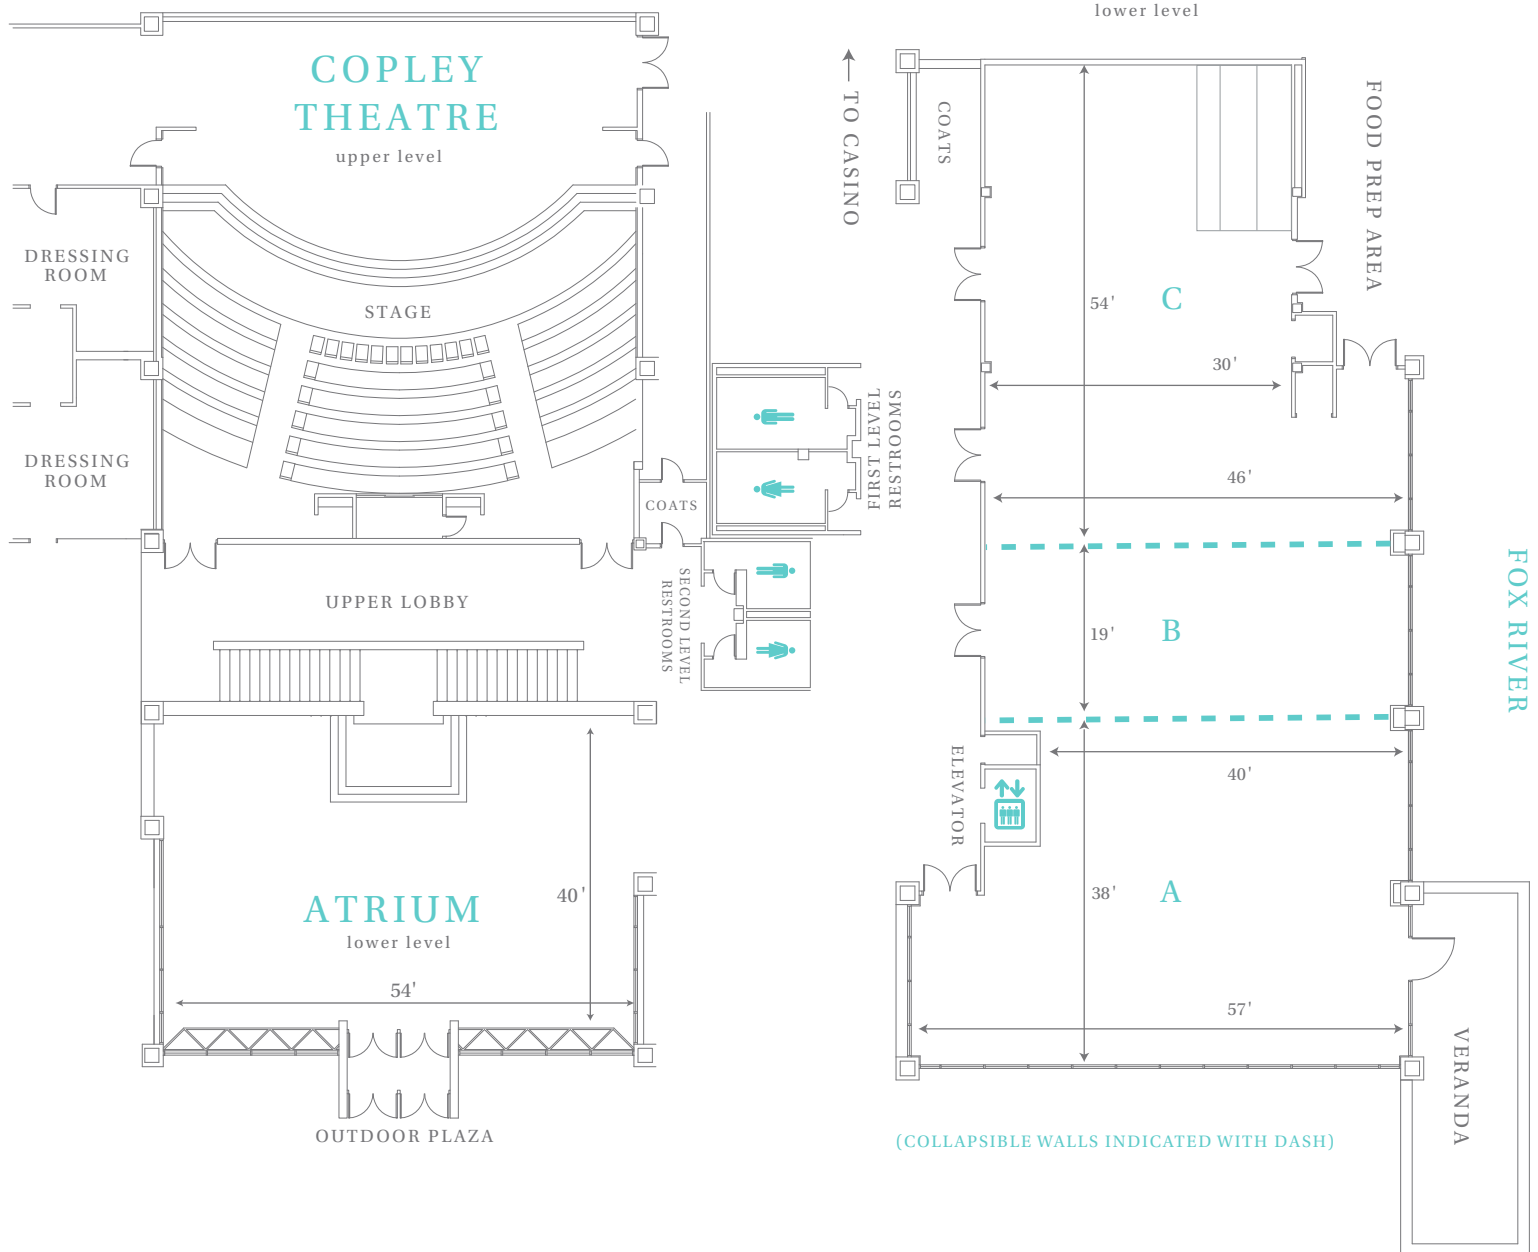 COPLEY
THEATRE
upper level
DRESSING
ROOM
STAGE
DRESSING
ROOM
COATS
UPPER LOBBY
FIRST LEVEL
RESTROOMS
SECOND LEVEL
RESTROOMS
40'
ATRIUM
lower level
54'
OUTDOOR PLAZA
lower level
TO CASINO
COATS
FOOD PREP AREA
54'
C
30'
46'
19'
B
FOX RIVER
40'
ELEVATOR
38'
A
57'
VERANDA
(COLLAPSIBLE WALLS INDICATED WITH DASH)